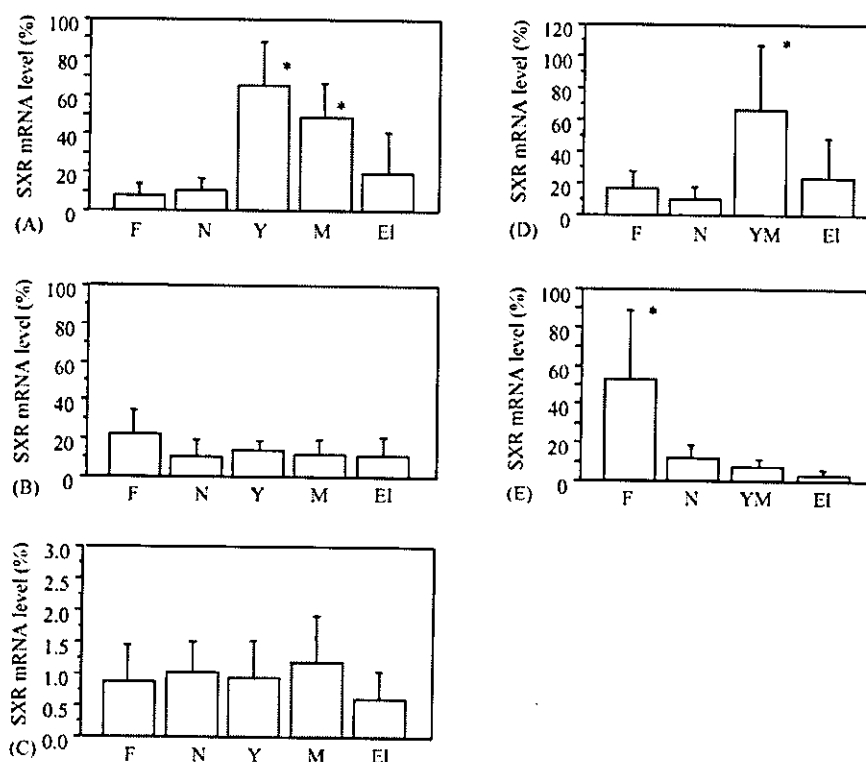 SXR mRNA level (%)
100
80
60
40
20
0
(A)
F N Y M El
*
*
SXR mRNA level (%)
120
100
80
60
40
20
0
(D)
F N YM El
*
SXR mRNA level (%)
100
80
60
40
20
0
(B)
F N Y M El
SXR mRNA level (%)
100
80
60
40
20
0
(E)
F N YM El
*
SXR mRNA level (%)
3.0
2.5
2.0
1.5
1.0
0.5
0.0
(C)
F N Y M El